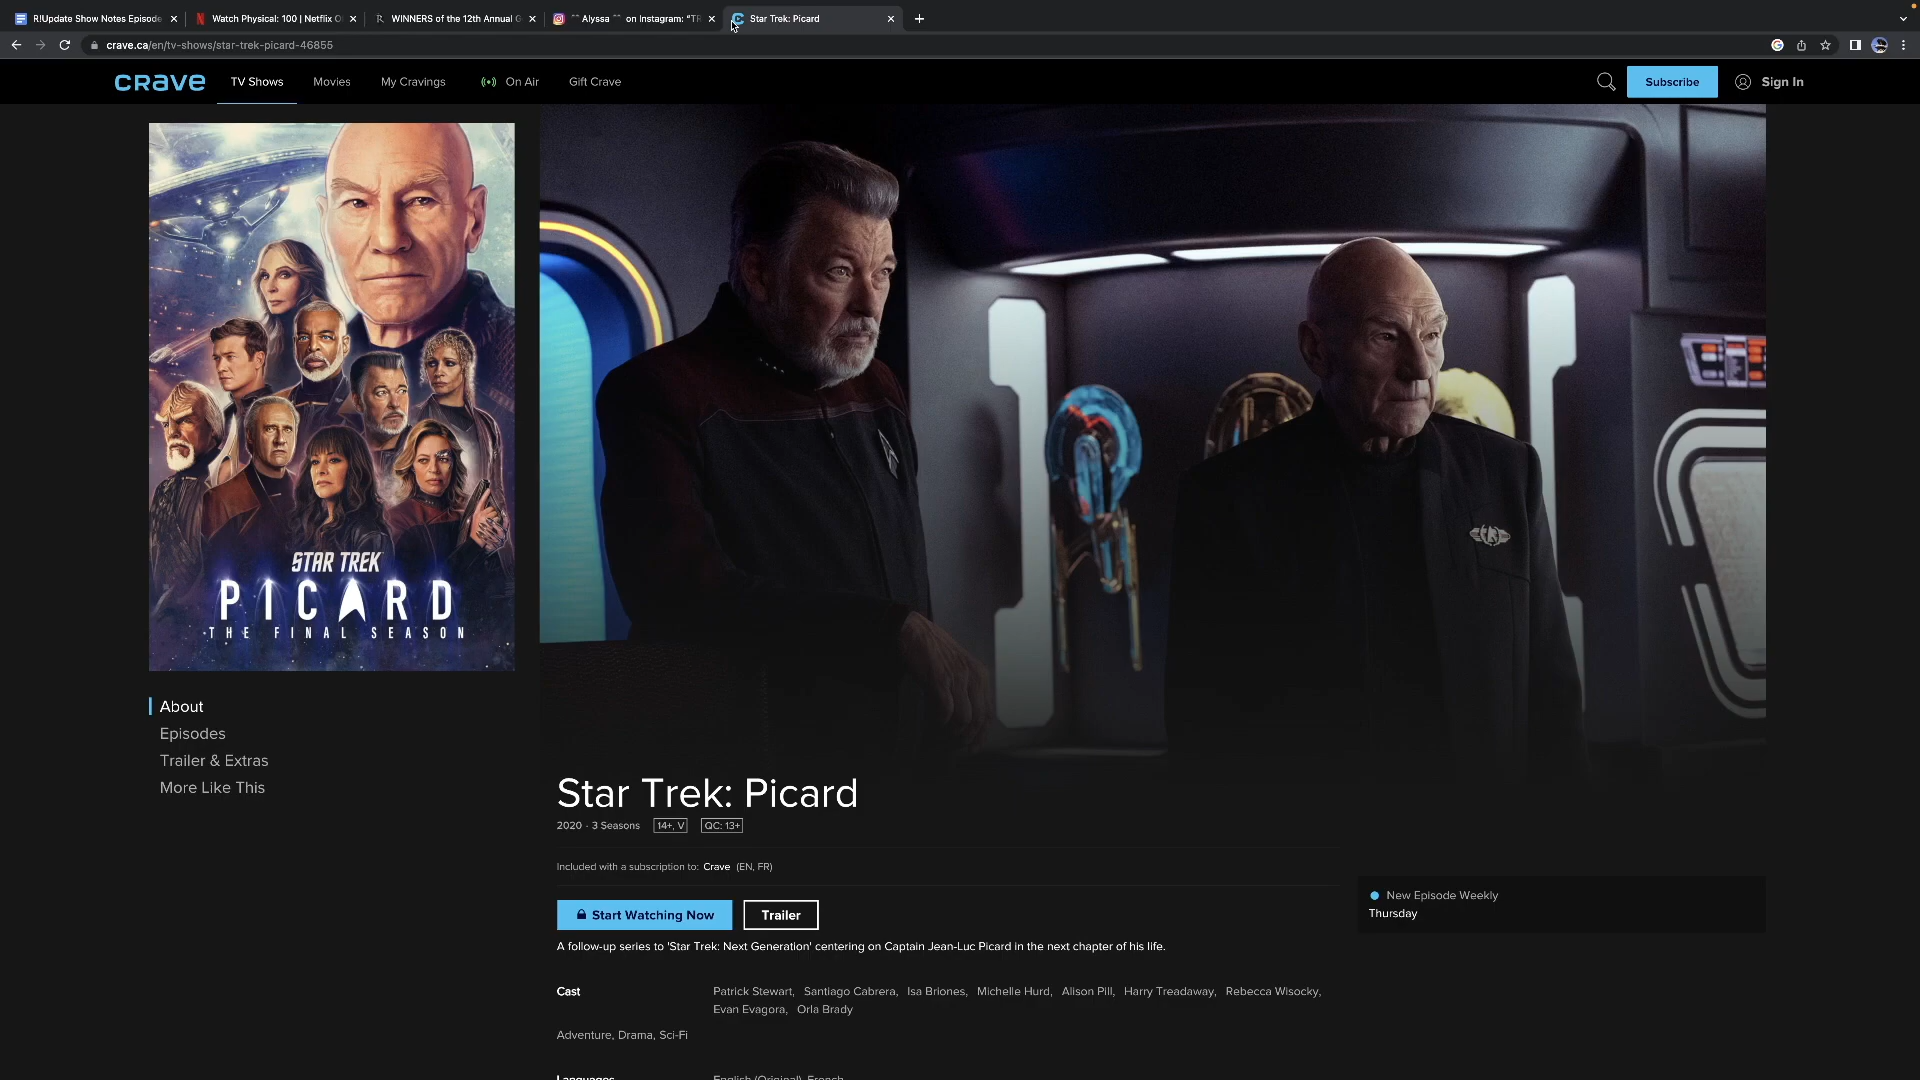 R!Update Show Notes Episode
Watch Physical: 100 | Netflix O
WINNERS of the 12th Annual G
Alyssa on Instagram: "TR
Star Trek: Picard
crave.ca/en/tv-shows/star-trek-picard-46855
CRAVE
TV Shows
Movies
My Cravings
On Air
Gift Crave
Subscribe
Sign In
STAR TREK
PICARD
THE FINAL SEASON
About
Episodes
Trailer & Extras
More Like This
Star Trek: Picard
2020 - 3 Seasons 14+, V QC: 13+
Included with a subscription to: Crave (EN, FR)
Start Watching Now
Trailer
New Episode Weekly
Thursday
A follow-up series to 'Star Trek: Next Generation' centering on Captain Jean-Luc Picard in the next chapter of his life.
Cast
Patrick Stewart, Santiago Cabrera, Isa Briones, Michelle Hurd, Alison Pill, Harry Treadaway, Rebecca Wisocky,
Evan Evagora, Orla Brady
Adventure, Drama, Sci-Fi
Languages English (Original), French